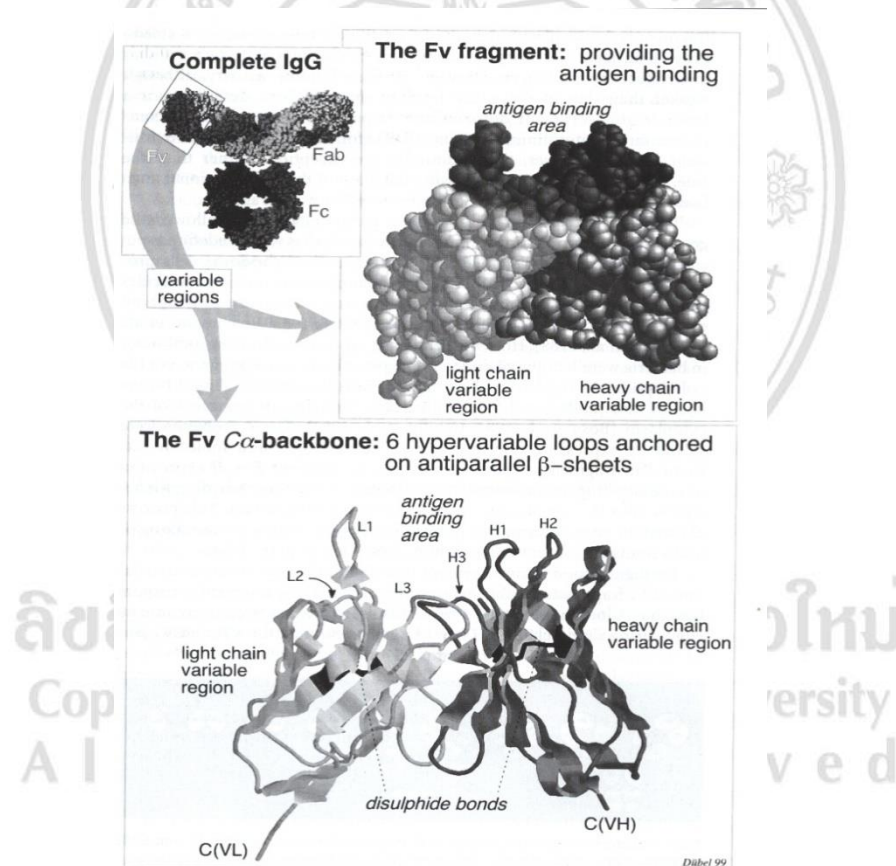 Complete IgG
Fv
Fab
Fc
variable
regions
The Fv fragment: providing the
antigen binding
antigen binding
area
light chain
variable
region
heavy chain
variable region
The Fv Cα-backbone: 6 hypervariable loops anchored
on antiparallel β-sheets
antigen
binding
area
L1
L2
L3
H3
H1
H2
light chain
variable
region
heavy chain
variable region
disulphide bonds
C(VL)
C(VH)
Dübel 99